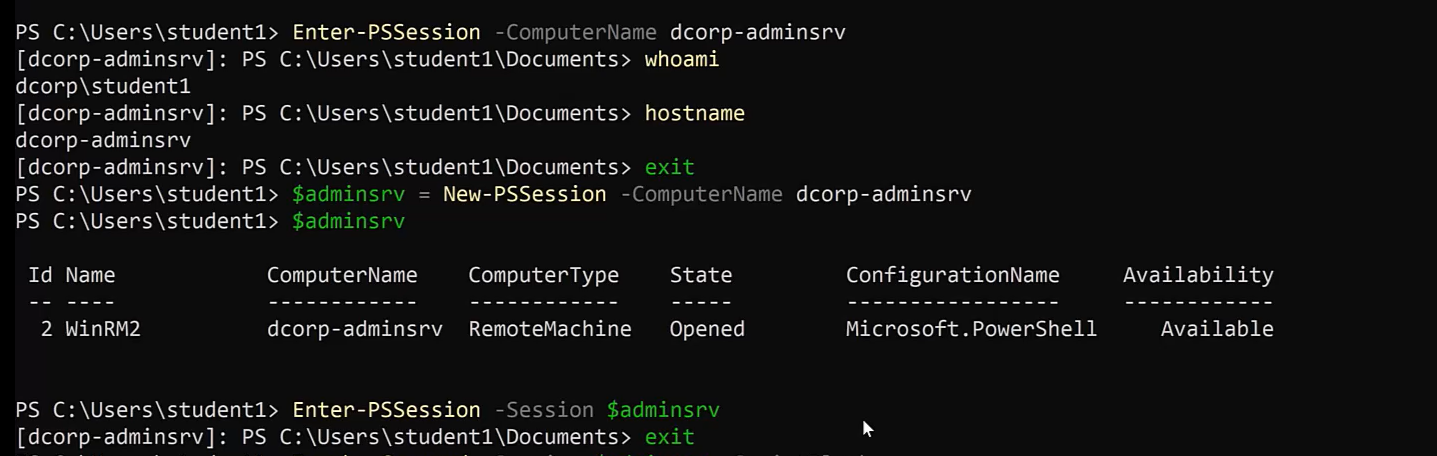 PS C:\Users\student1> Enter-PSSession -ComputerName dcorp-adminsrv
[dcorp-adminsrv]: PS C:\Users\student1\Documents> whoami
dcorp\student1
[dcorp-adminsrv]: PS C:\Users\student1\Documents> hostname
dcorp-adminsrv
[dcorp-adminsrv]: PS C:\Users\student1\Documents> exit
PS C:\Users\student1> $adminsrv = New-PSSession -ComputerName dcorp-adminsrv
PS C:\Users\student1> $adminsrv
Id Name ComputerName ComputerType State ConfigurationName Availability
-- ---- ------------ ------------ ----- ----------------- ------------
2 WinRM2 dcorp-adminsrv RemoteMachine Opened Microsoft.PowerShell Available
PS C:\Users\student1> Enter-PSSession -Session $adminsrv
[dcorp-adminsrv]: PS C:\Users\student1\Documents> exit